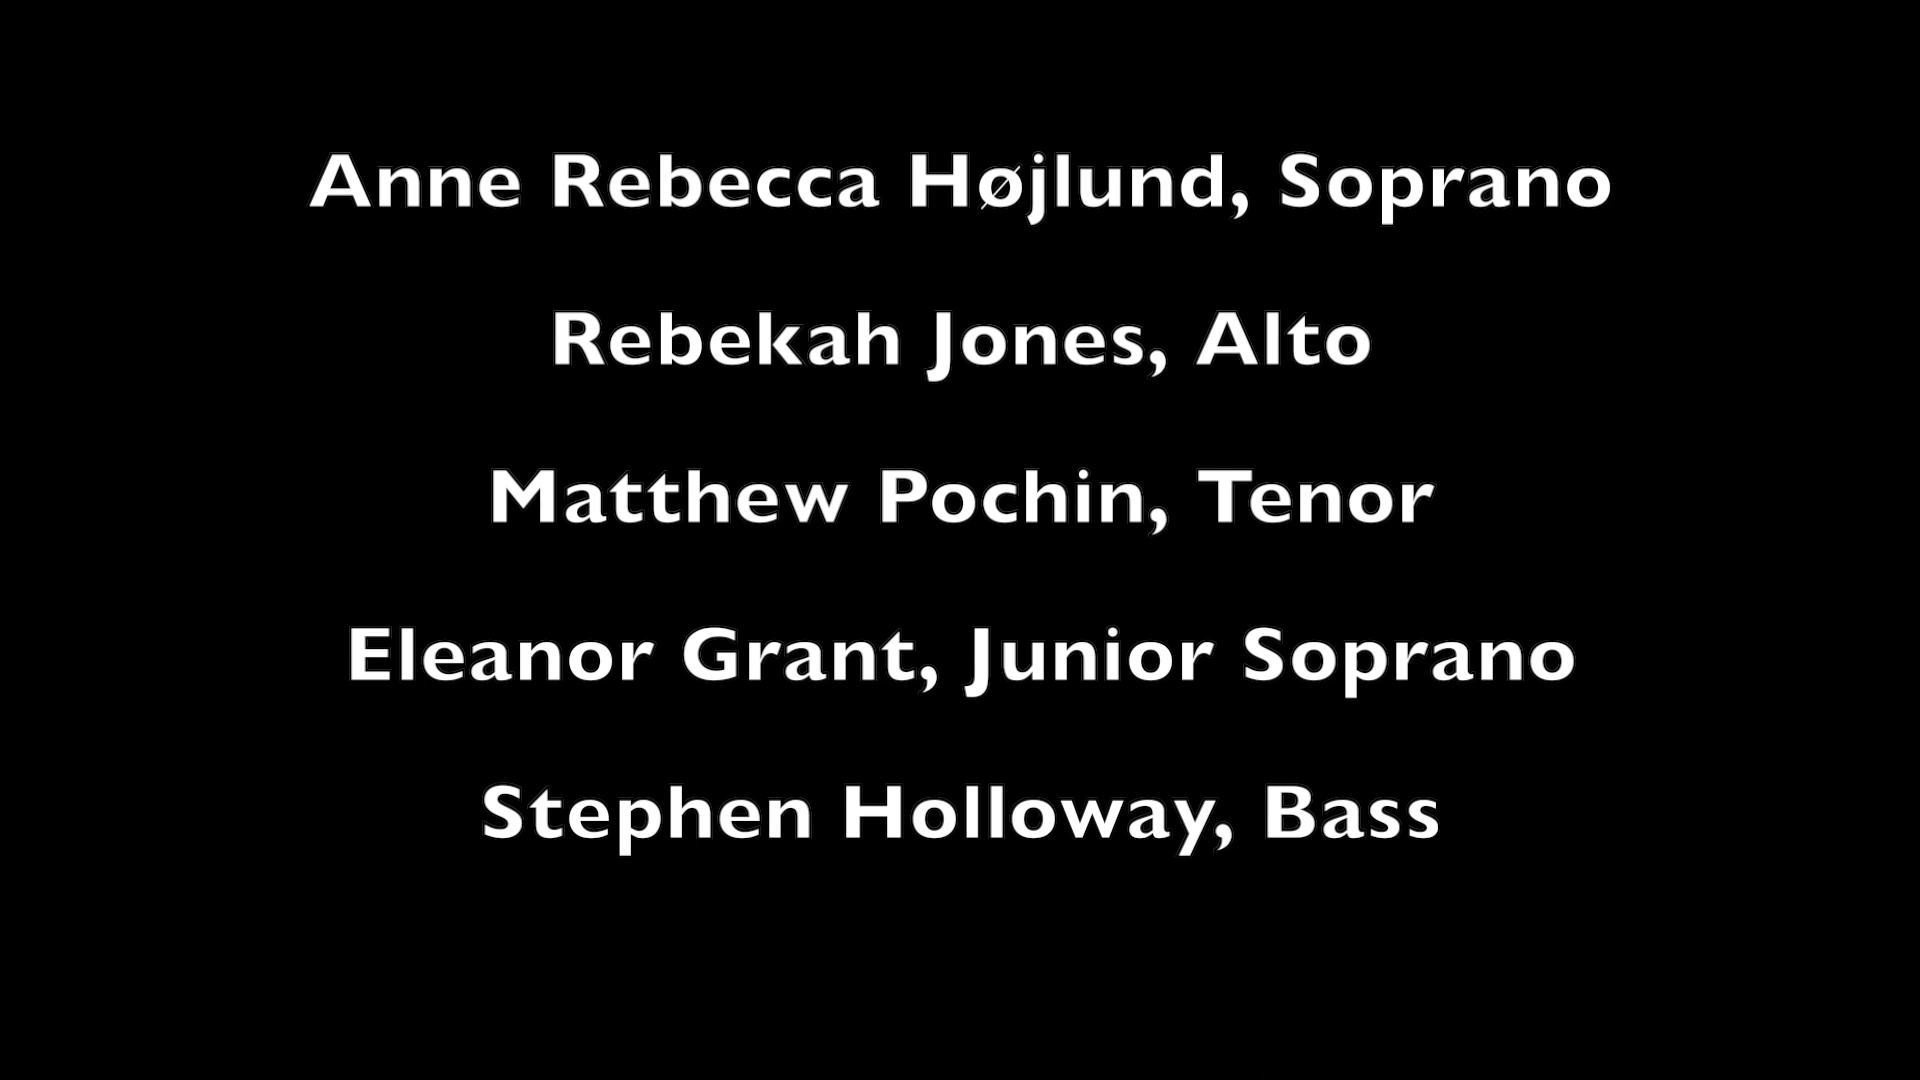 Anne Rebecca Højlund, Soprano
Rebekah Jones, Alto
Matthew Pochin, Tenor
Eleanor Grant, Junior Soprano
Stephen Holloway, Bass